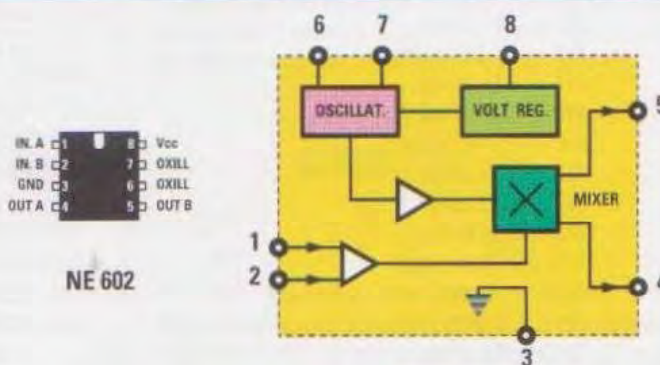 6 7 8
OSCILLAT. VOLT REG.
5
IN. A 1 8 Vcc
IN. B 2 7 OXILL
GND 3 6 OXILL
OUT A 4 5 OUT B
MIXER
1
2
4
NE 602
3